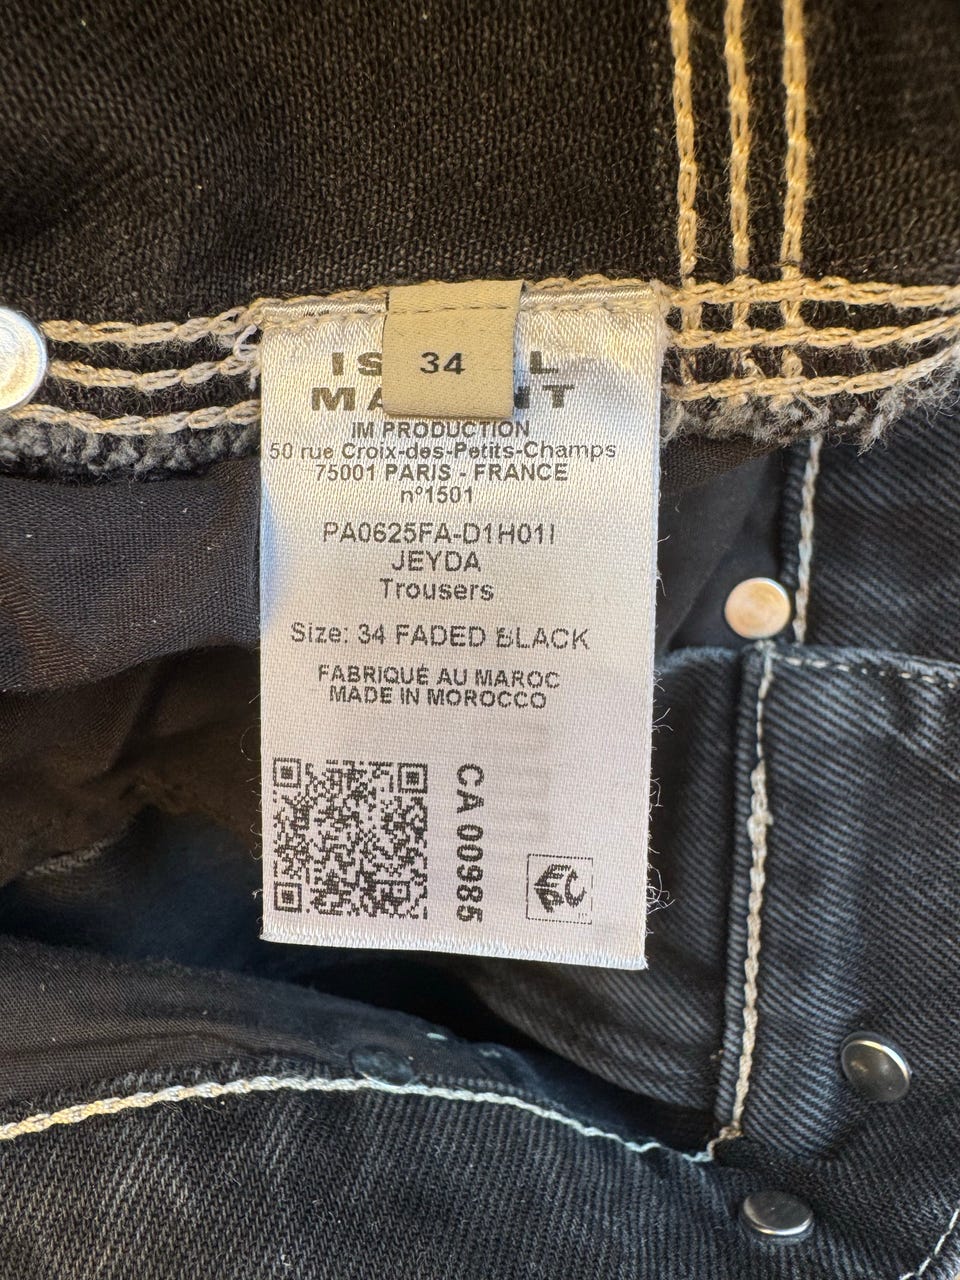 34
IM PRODUCTION
50 rue Croix-des-Petits-Champs
75001 PARIS - FRANCE
n°1501
PA0625FA-D1H01I
JEYDA
Trousers
Size: 34 FADED BLACK
FABRIQUÉ AU MAROC
MADE IN MOROCCO
CA 00985